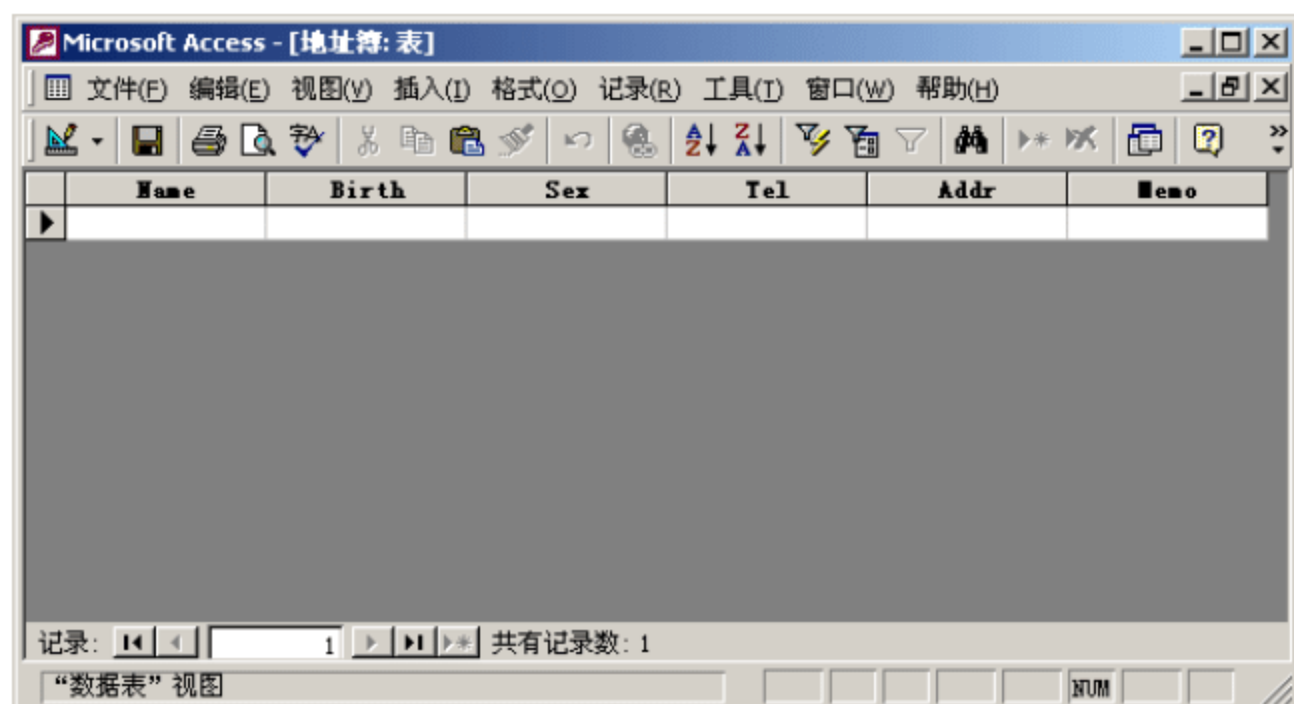 Microsoft Access - [地址簿: 表]
文件(F) 编辑(E) 视图(V) 插入(I) 格式(O) 记录(R) 工具(T) 窗口(W) 帮助(H)
Name Birth Sex Tel Addr Memo
记录: 1 共有记录数: 1
“数据表” 视图 NUM